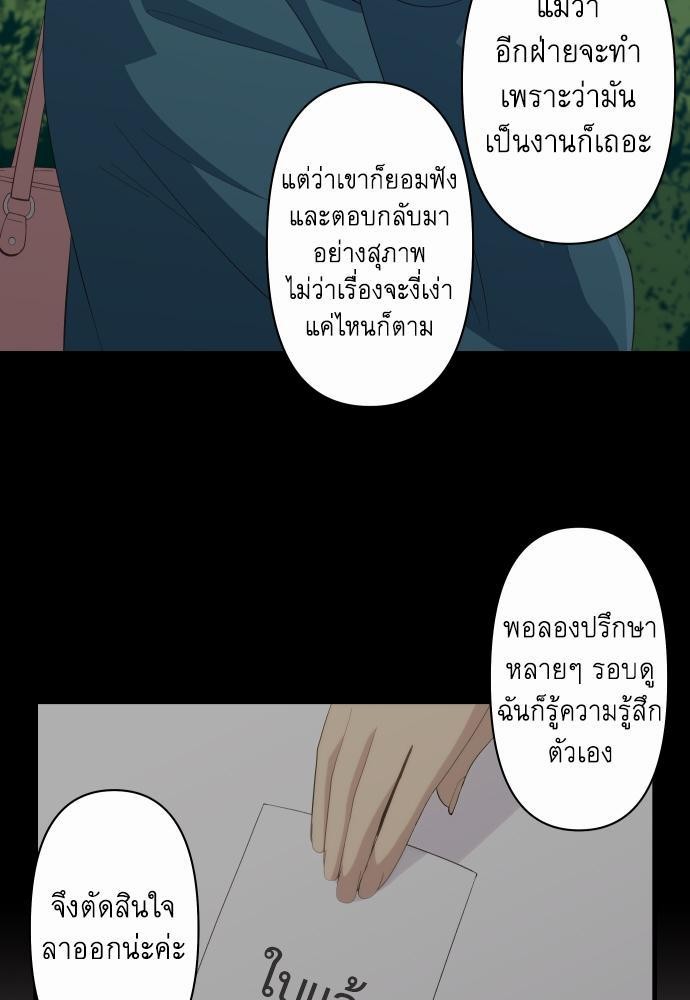 แม้ว่า
อีกฝ่ายจะทำ
เพราะว่ามัน
เป็นงานก็เถอะ
แต่ว่าเขาก็ยอมฟัง
และตอบกลับมา
อย่างสุภาพ
ไม่ว่าเรื่องจะงี่เง่า
แค่ไหนก็ตาม
พอลองปรึกษา
หลายๆ รอบดู
ฉันก็รู้ความรู้สึก
ตัวเอง
จึงตัดสินใจ
ลาออกน่ะค่ะ